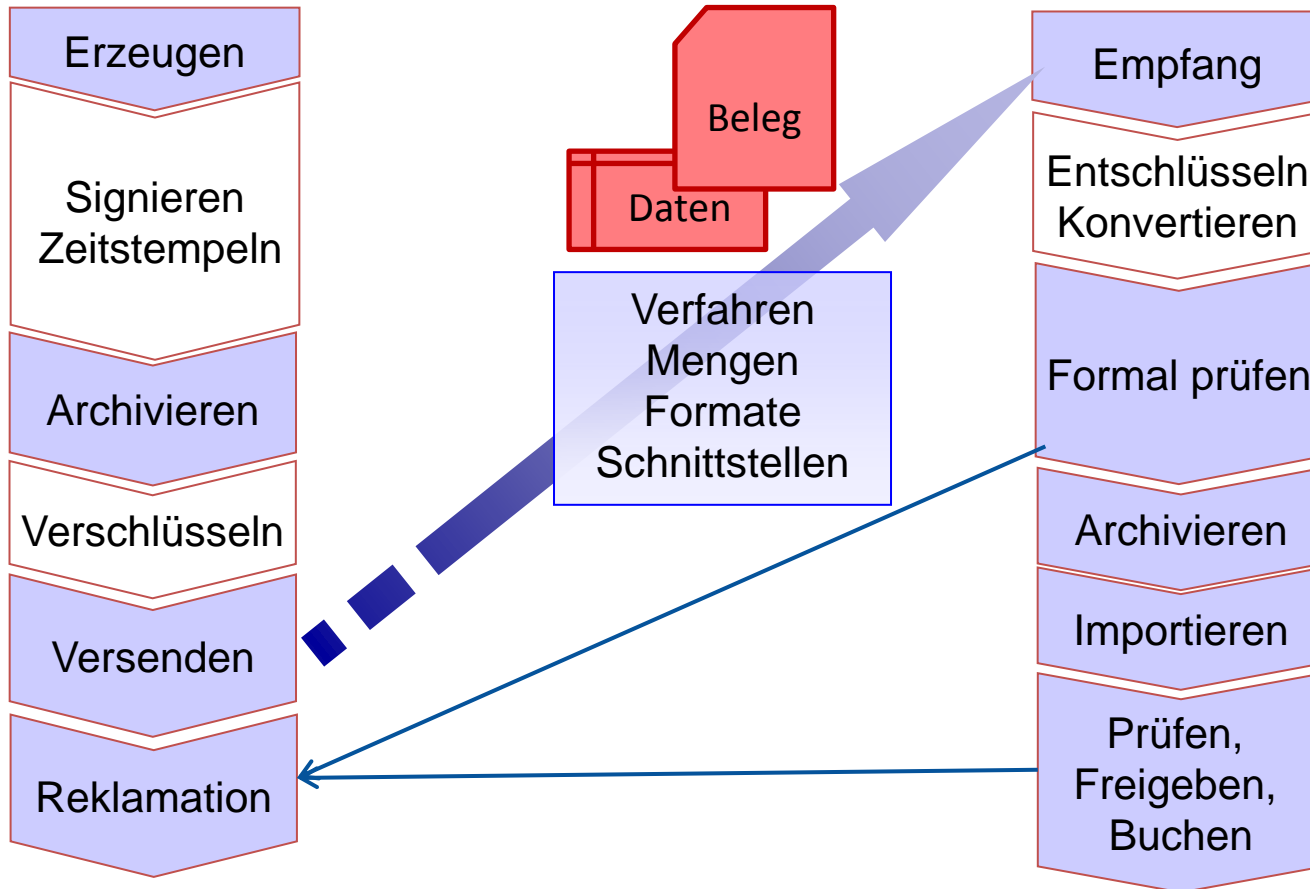 Erzeugen
Signieren
Zeitstempeln
Archivieren
Verschlüsseln
Versenden
Reklamation
Beleg
Daten
Verfahren
Mengen
Formate
Schnittstellen
Empfang
Entschlüsseln
Konvertieren
Formal prüfen
Archivieren
Importieren
Prüfen,
Freigeben,
Buchen